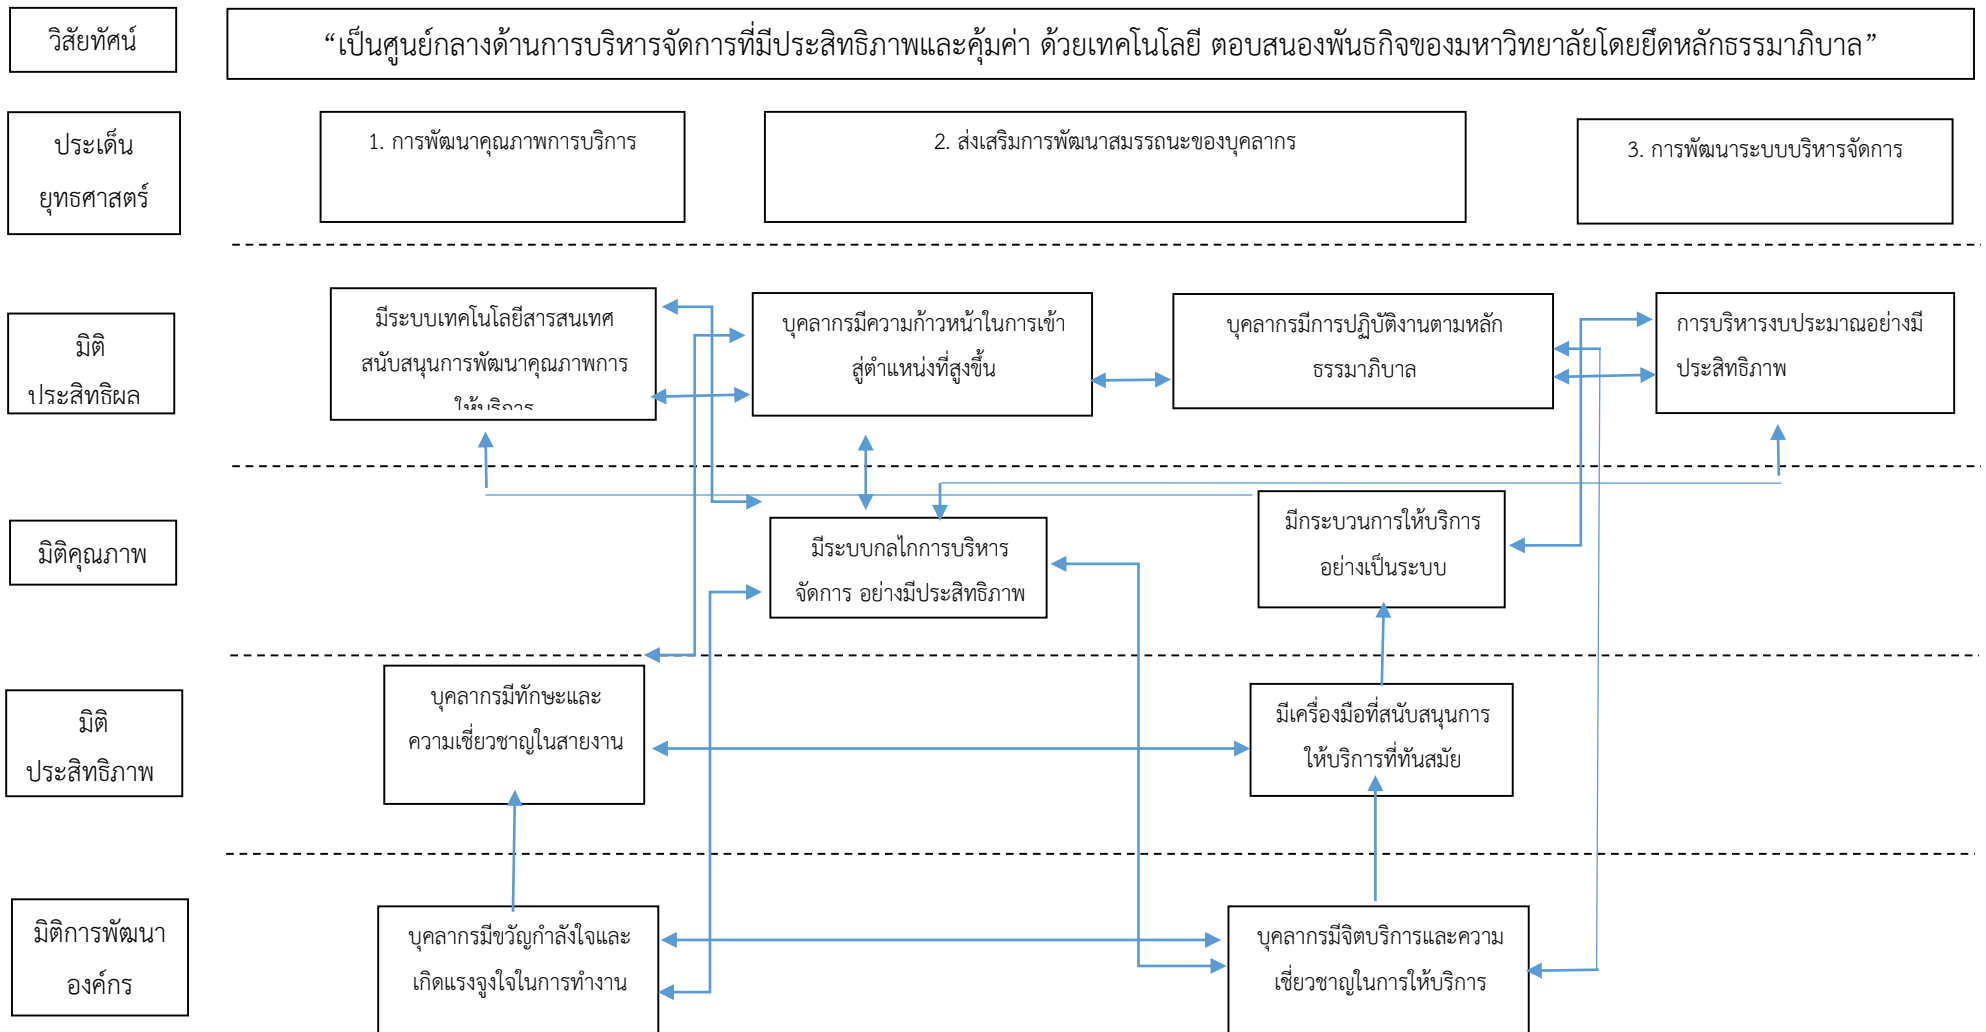 วิสัยทัศน์
“เป็นศูนย์กลางด้านการบริหารจัดการที่มีประสิทธิภาพและคุ้มค่า ด้วยเทคโนโลยี ตอบสนองพันธกิจของมหาวิทยาลัยโดยยึดหลักธรรมาภิบาล”
ประเด็น
ยุทธศาสตร์
1. การพัฒนาคุณภาพการบริการ
2. ส่งเสริมการพัฒนาสมรรถนะของบุคลากร
3. การพัฒนาระบบบริหารจัดการ
มิติ
ประสิทธิผล
มีระบบเทคโนโลยีสารสนเทศ
สนับสนุนการพัฒนาคุณภาพการ
ให้บริการ
บุคลากรมีความก้าวหน้าในการเข้า
สู่ตำแหน่งที่สูงขึ้น
บุคลากรมีการปฏิบัติงานตามหลัก
ธรรมาภิบาล
การบริหารงบประมาณอย่างมี
ประสิทธิภาพ
มิติคุณภาพ
มีระบบกลไกการบริหาร
จัดการ อย่างมีประสิทธิภาพ
มีกระบวนการให้บริการ
อย่างเป็นระบบ
มิติ
ประสิทธิภาพ
บุคลากรมีทักษะและ
ความเชี่ยวชาญในสายงาน
มีเครื่องมือที่สนับสนุนการ
ให้บริการที่ทันสมัย
มิติการพัฒนา
องค์กร
บุคลากรมีขวัญกำลังใจและ
เกิดแรงจูงใจในการทำงาน
บุคลากรมีจิตบริการและความ
เชี่ยวชาญในการให้บริการ